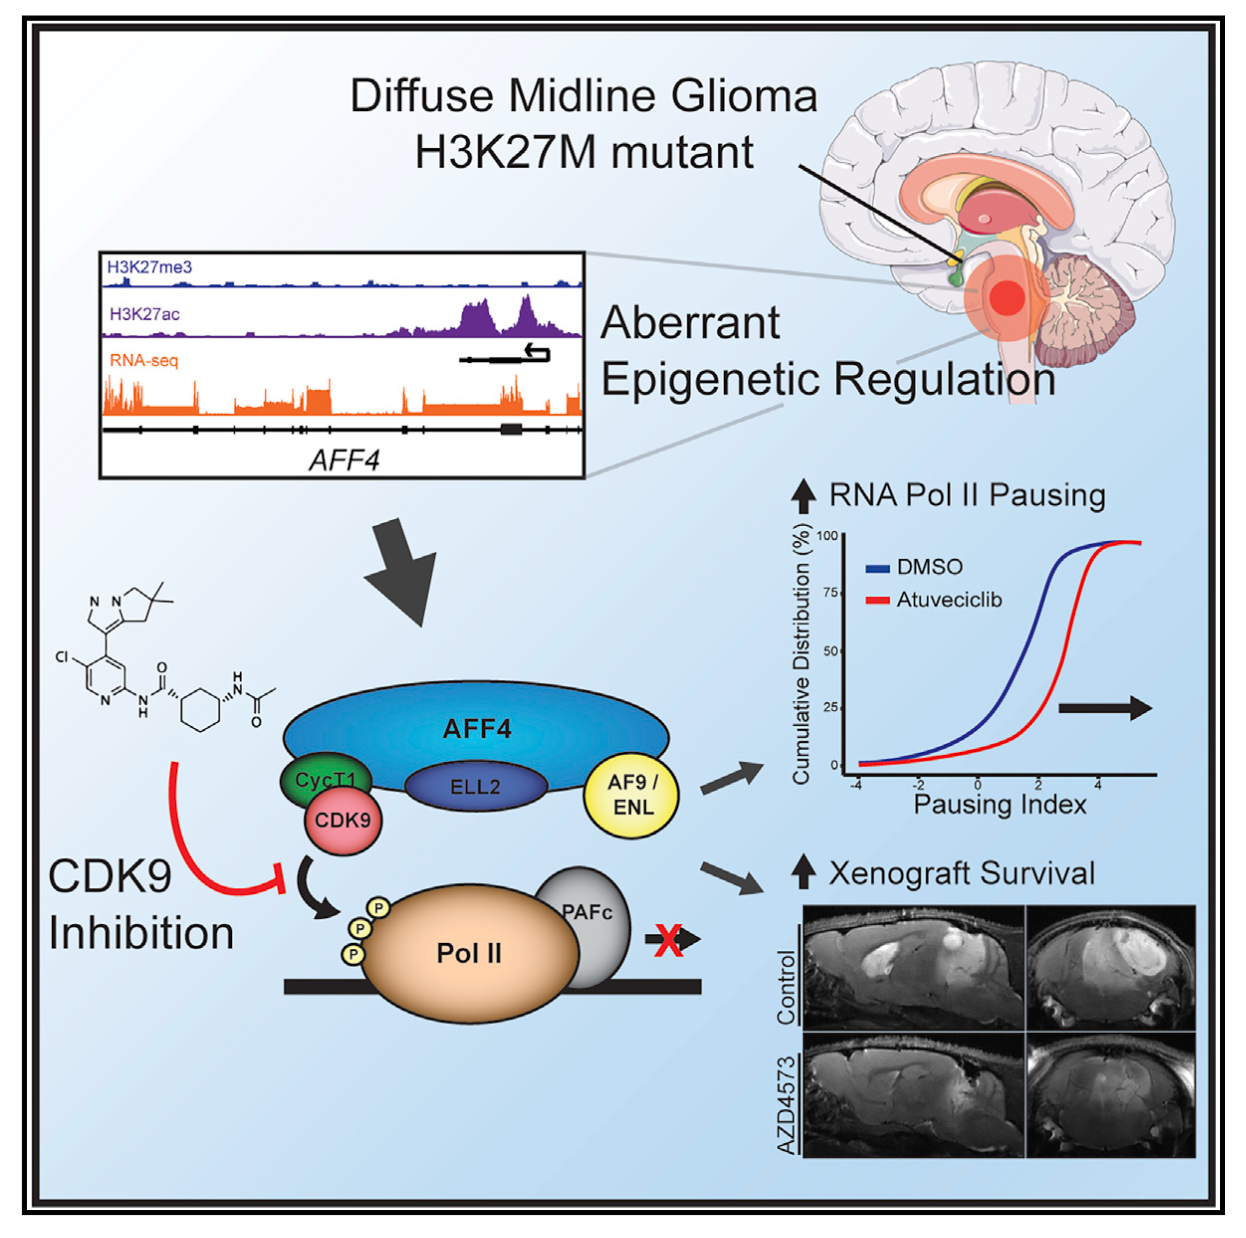 Diffuse Midline Glioma
H3K27M mutant
H3K27me3
H3K27ac
RNA-seq
AFF4
Aberrant
Epigenetic Regulation
RNA Pol II Pausing
Cumulative Distribution (%)
100
75
50
25
0
DMSO
Atuveciclib
-4
-2
0
2
4
Pausing Index
N
N
Cl
N
N
H
O
H
N
O
AFF4
CycT1
CDK9
ELL2
AF9 /
ENL
CDK9
Inhibition
P
P
P
Pol II
PAFc
X
Xenograft Survival
Control
AZD4573